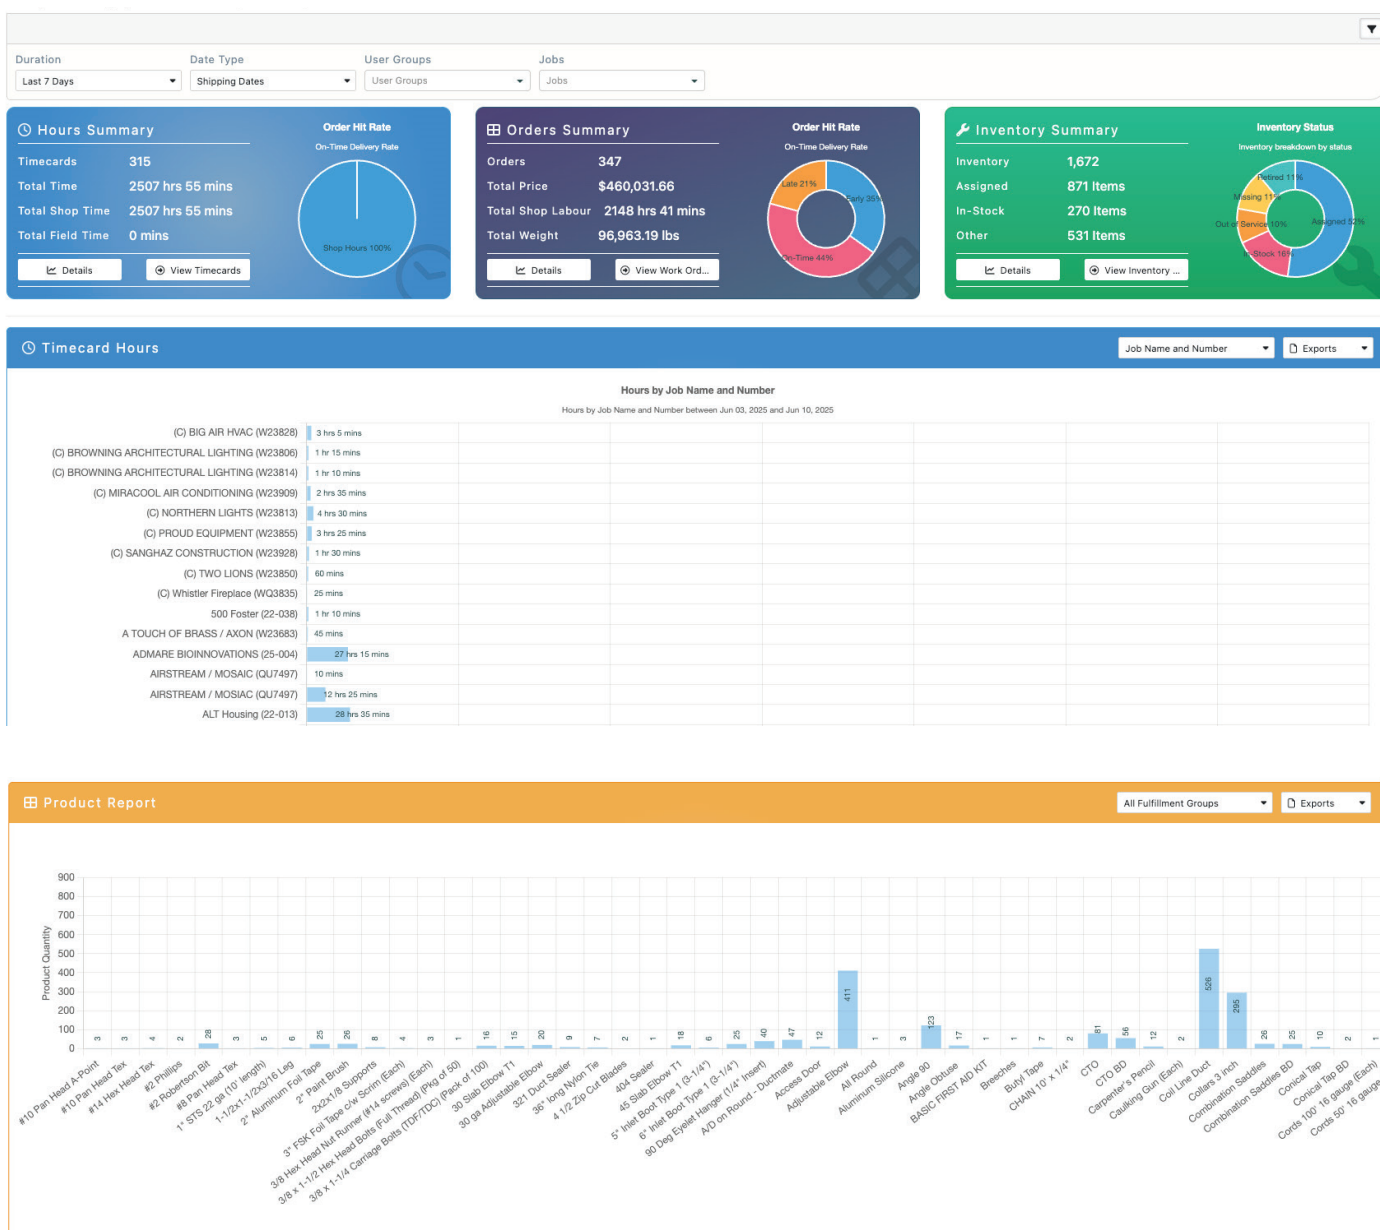 Duration
Date Type
User Groups
Jobs
Last 7 Days
Shipping Dates
User Groups
Jobs
Hours Summary
Timecards 315
Total Time 2507 hrs 55 mins
Total Shop Time 2507 hrs 55 mins
Total Field Time 0 mins
Details
View Timecards
Order Hit Rate
On-Time Delivery Rate
Shop Hours 100%
Orders Summary
Orders 347
Total Price $460,031.66
Total Shop Labour 2148 hrs 41 mins
Total Weight 96,963.19 lbs
Details
View Work Ord...
Order Hit Rate
On-Time Delivery Rate
Late 21%
Early 35%
On-Time 44%
Inventory Summary
Inventory 1,672
Assigned 871 Items
In-Stock 270 Items
Other 531 Items
Details
View Inventory ...
Inventory Status
Inventory breakdown by status
Retired 11%
Missing 11%
Out of Service 10%
Assigned 52%
In-Stock 16%
Timecard Hours
Job Name and Number
Exports
Hours by Job Name and Number
Hours by Job Name and Number between Jun 03, 2025 and Jun 10, 2025
(C) BIG AIR HVAC (W23828) 3 hrs 5 mins
(C) BROWNING ARCHITECTURAL LIGHTING (W23806) 1 hr 15 mins
(C) BROWNING ARCHITECTURAL LIGHTING (W23814) 1 hr 10 mins
(C) MIRACOOL AIR CONDITIONING (W23909) 2 hrs 35 mins
(C) NORTHERN LIGHTS (W23813) 4 hrs 30 mins
(C) PROUD EQUIPMENT (W23855) 3 hrs 25 mins
(C) SANGHAZ CONSTRUCTION (W23928) 1 hr 30 mins
(C) TWO LIONS (W23850) 60 mins
(C) Whistler Fireplace (WQ3835) 25 mins
500 Foster (22-038) 1 hr 10 mins
A TOUCH OF BRASS / AXON (W23683) 45 mins
ADMARE BIOINNOVATIONS (25-004) 27 hrs 15 mins
AIRSTREAM / MOSAIC (QU7497) 10 mins
AIRSTREAM / MOSIAC (QU7497) 12 hrs 25 mins
ALT Housing (22-013) 28 hrs 35 mins
Product Report
All Fulfillment Groups
Exports
Product Quantity
900
800
700
600
500
400
300
200
100
0
3
3
4
2
28
3
5
6
25
26
8
4
3
1
16
15
20
9
7
2
1
18
6
25
40
47
12
411
1
3
123
17
1
1
7
2
81
56
12
2
526
295
26
25
10
2
1
#10 Pan Head A-Point
#10 Pan Head Tex
#14 Hex Head Tex
#2 Phillips
#2 Robertson Bit
#8 Pan Head Tex
1" STS 22 ga (10' length)
1-1/2x1-1/2x3/16 Leg
2" Aluminum Foil Tape
2" Paint Brush
2x2x1/8 Supports
3" FSK Foil Tape c/w Scrim (Each)
3/8 Hex Head Nut Runner (#14 screws) (Each)
3/8 x 1-1/2 Hex Head Bolts (Full Thread) (Pkg of 50)
3/8 x 1-1/4 Carriage Bolts (TDF/TDC) (Pack of 100)
30 Slab Elbow T1
30 ga Adjustable Elbow
321 Duct Sealer
36" long Nylon Tie
4 1/2 Zip Cut Blades
404 Sealer
45 Slab Elbow T1
5" Inlet Boot Type 1 (3-1/4")
6" Inlet Boot Type 1 (3-1/4")
90 Deg Eyelet Hanger (1/4" Insert)
A/D on Round - Ductmate
Access Door
Adjustable Elbow
All Round
Aluminum Silicone
Angle 90
Angle Obtuse
BASIC FIRST AID KIT
Breeches
Butyl Tape
CHAIN 10' x 1/4"
CTO
CTO BD
Carpenter's Pencil
Caulking Gun (Each)
Coil Line Duct
Collars 3 inch
Combination Saddles
Combination Saddles BD
Conical Tap
Conical Tap BD
Cords 100' 16 gauge (Each)
Cords 50' 16 gauge